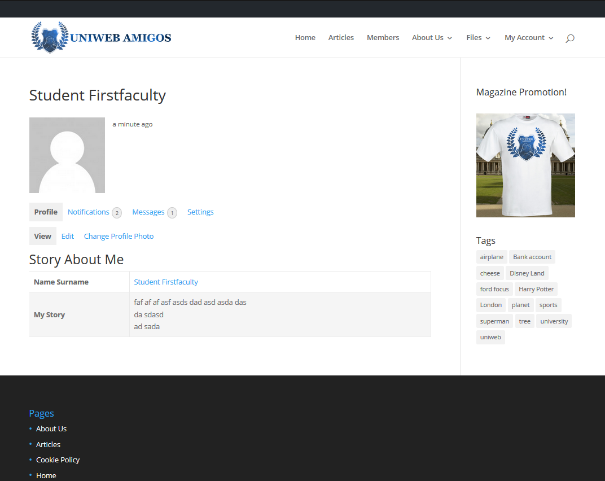 UNIWEB AMIGOS
Home Articles Members About Us Files My Account
Student Firstfaculty
a minute ago
Profile Notifications 2 Messages 1 Settings
View Edit Change Profile Photo
Story About Me
Name Surname Student Firstfaculty
My Story
faf af af asf asds dad asd asda das
da sdasd
ad sada
Magazine Promotion!
Tags
airplane Bank account
cheese Disney Land
ford focus Harry Potter
London planet sports
superman tree university
uniweb
Pages
About Us
Articles
Cookie Policy
Home